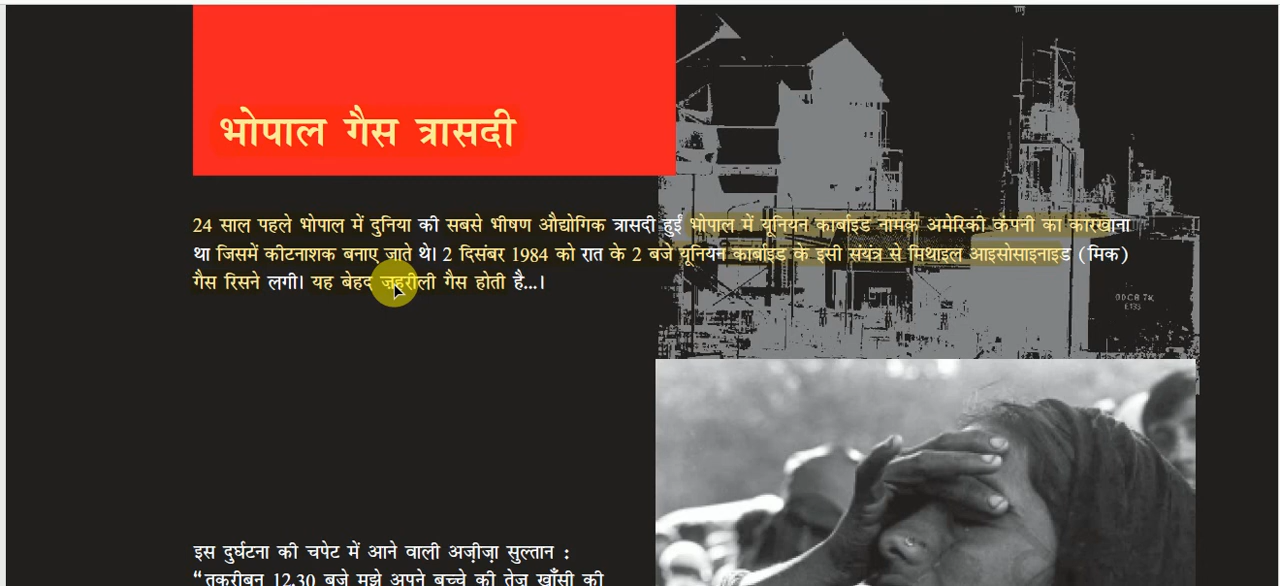 भोपाल गैस त्रासदी
24 साल पहले भोपाल में दुनिया की सबसे भीषण औद्योगिक त्रासदी हुई भोपाल में यूनियन कार्बाइड नामक अमेरिकी कंपनी का कारखाना
था जिसमें कीटनाशक बनाए जाते थे। 2 दिसंबर 1984 को रात के 2 बजे यूनियन कार्बाइड के इसी संयंत्र से मिथाइल आइसोसाइनाइड (मिक)
गैस रिसने लगी। यह बेहद ज़हरीली गैस होती है...।
इस दुर्घटना की चपेट में आने वाली अज़ीज़ा सुल्तान :
“तकरीबन 12.30 बजे मुझे अपने बच्चे की तेज़ खाँसी की